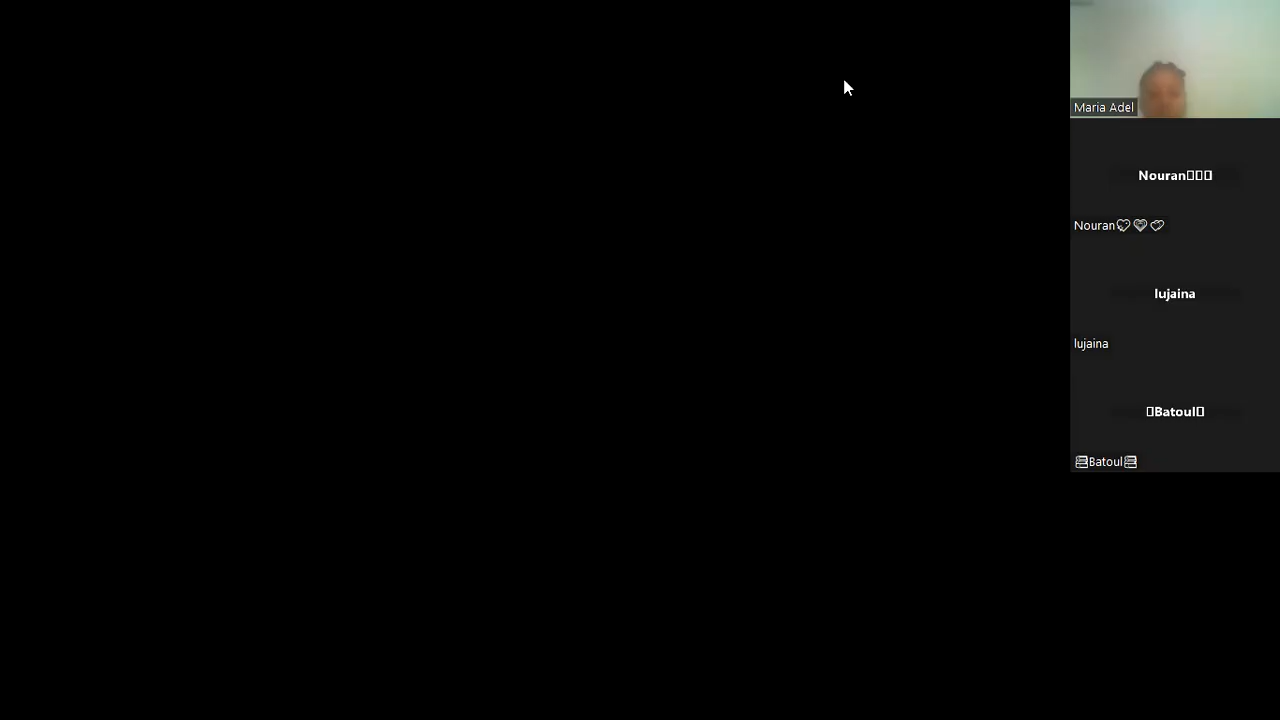 Maria Adel
Nouran▯▯▯
Nouran💘💝💕
lujaina
lujaina
▯Batoul▯
📚Batoul📚